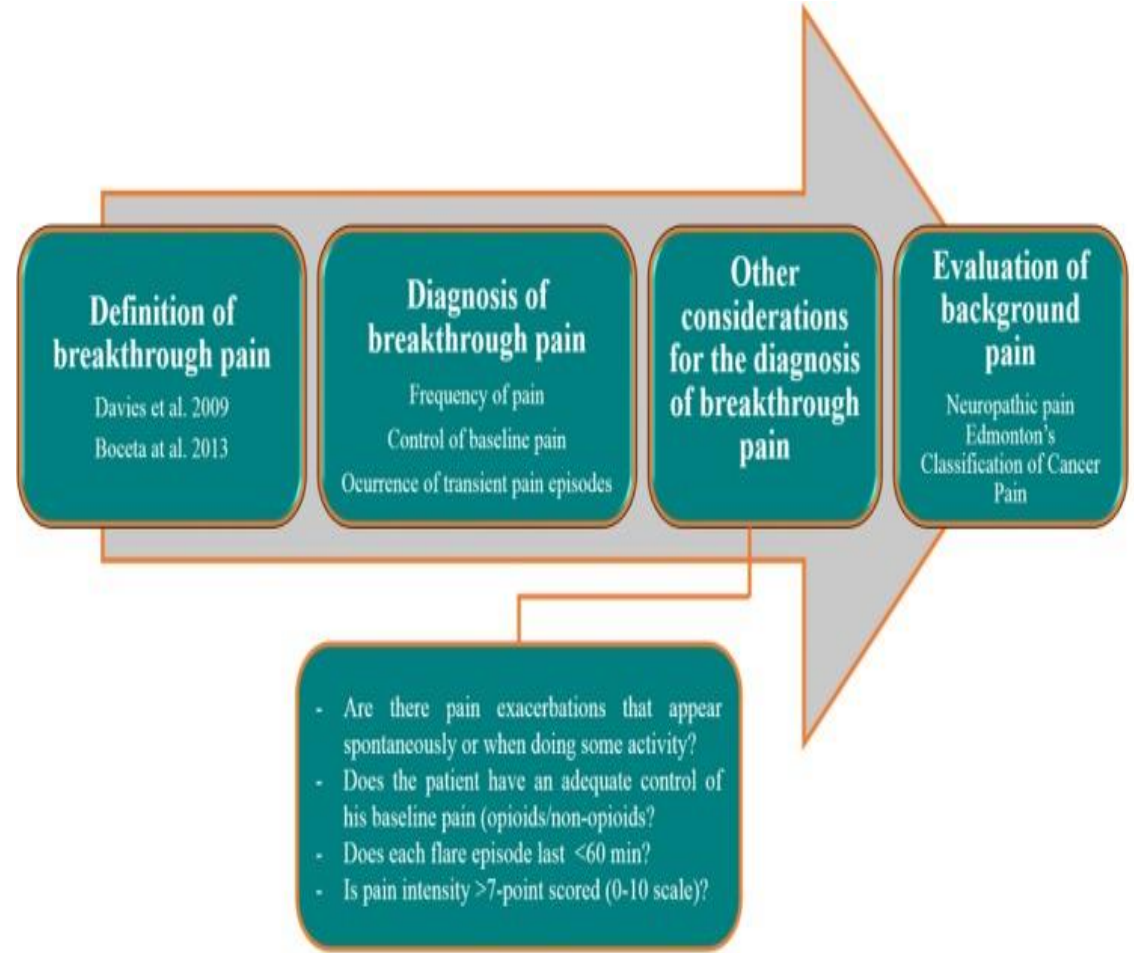 Definition of
breakthrough pain
Davies et al. 2009
Boceta at al. 2013
Diagnosis of
breakthrough pain
Frequency of pain
Control of baseline pain
Ocurrence of transient pain episodes
Other
considerations
for the diagnosis
of breakthrough
pain
Evaluation of
background
pain
Neuropathic pain
Edmonton's
Classification of Cancer
Pain
- Are there pain exacerbations that appear
spontaneously or when doing some activity?
- Does the patient have an adequate control of
his baseline pain (opioids/non-opioids?
- Does each flare episode last <60 min?
- Is pain intensity >7-point scored (0-10 scale)?